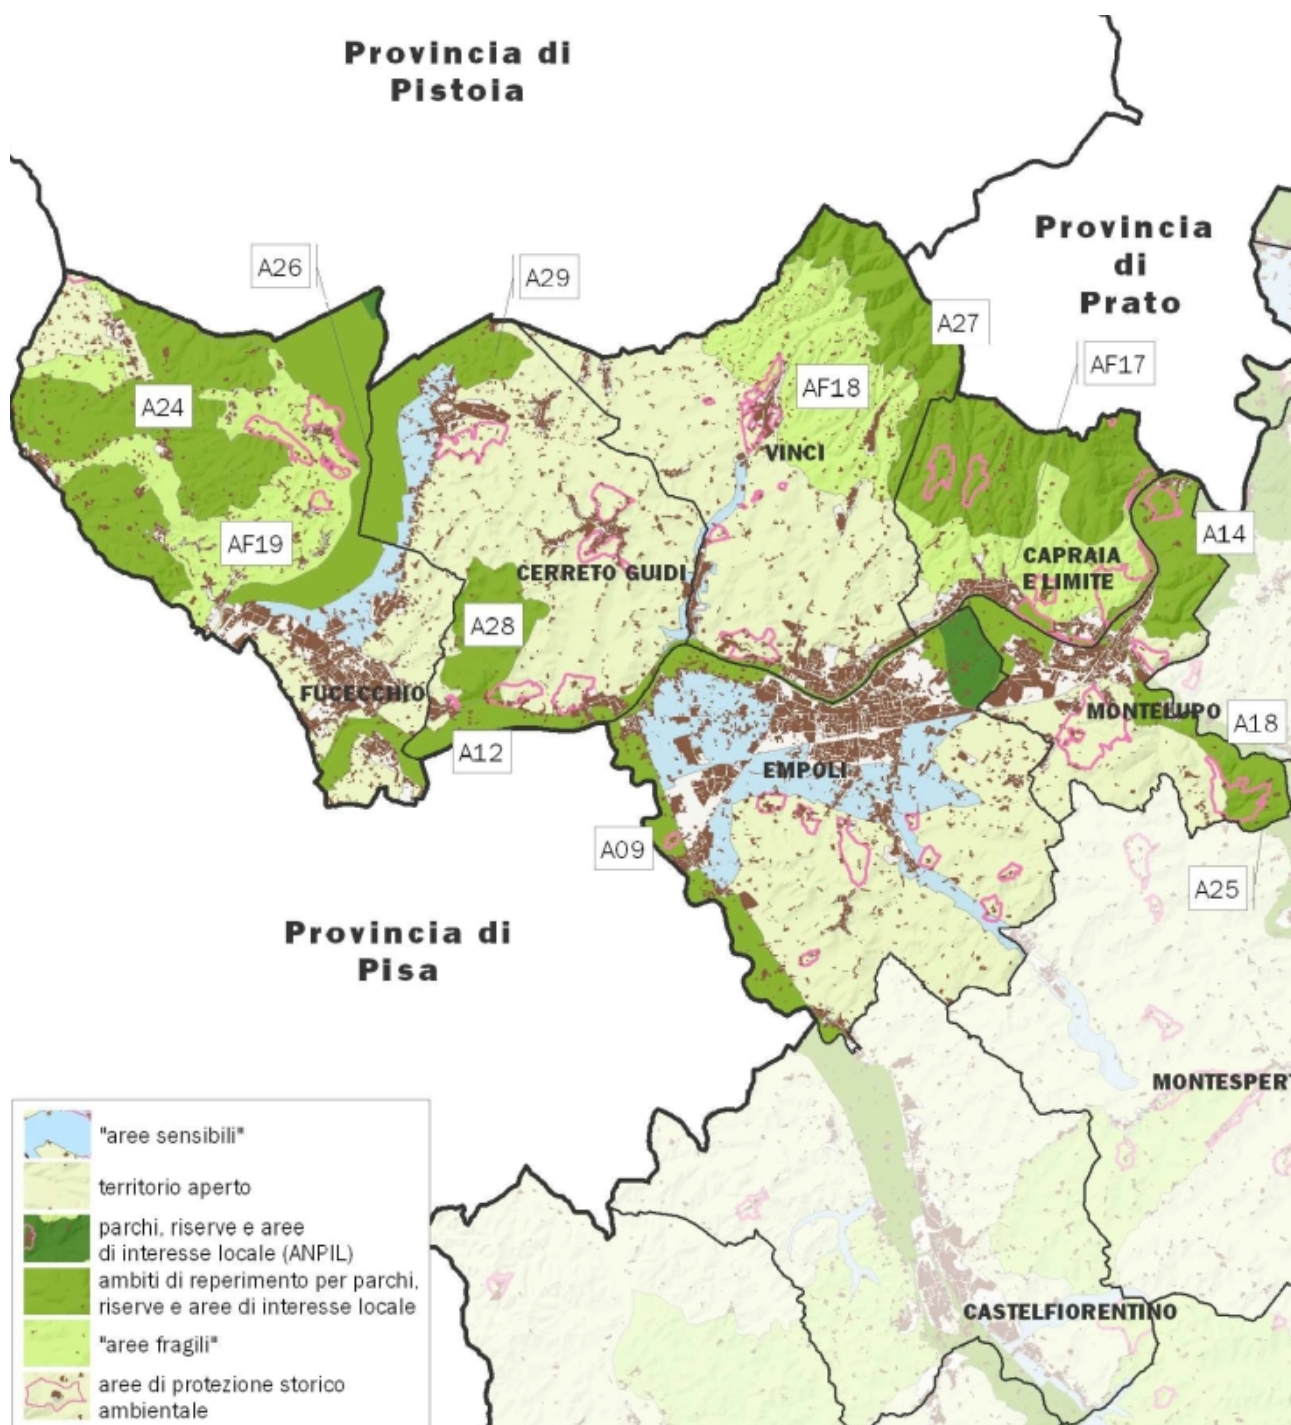 Provincia di
Pistoia
Provincia
di
Prato
A26
A29
A27
AF17
A24
AF18
VINCI
AF19
A14
CERRETO GUIDI
CAPRAIA
E LIMITE
A28
FUCECCHIO
MONTELUPO
A18
A12
EMPOLI
A09
A25
Provincia di
Pisa
MONTESPERT
CASTELFIORENTINO
"aree sensibili"
territorio aperto
parchi, riserve e aree
di interesse locale (ANPIL)
ambiti di reperimento per parchi,
riserve e aree di interesse locale
"aree fragili"
aree di protezione storico
ambientale